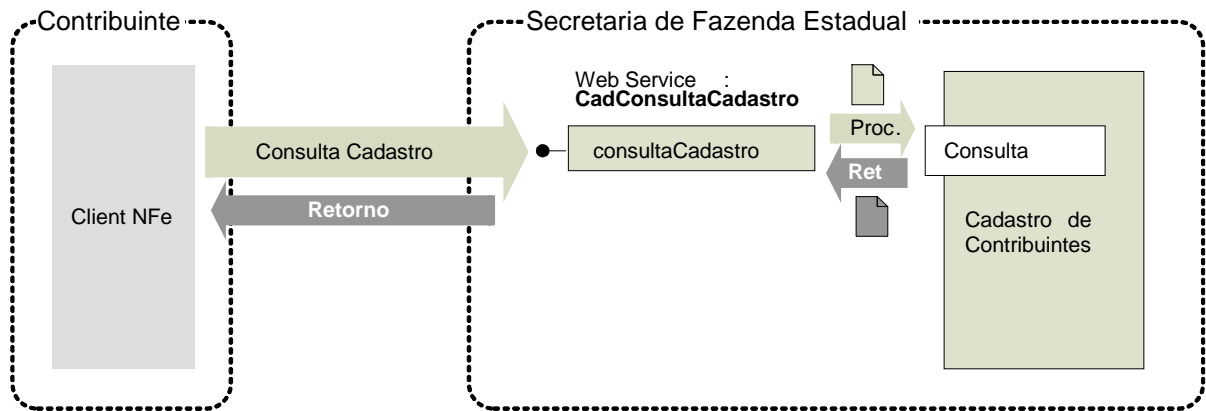 Contribuinte
Secretaria de Fazenda Estadual
Web Service :
CadConsultaCadastro
Consulta Cadastro
consultaCadastro
Proc.
Consulta
Ret
Retorno
Client NFe
Cadastro de
Contribuintes